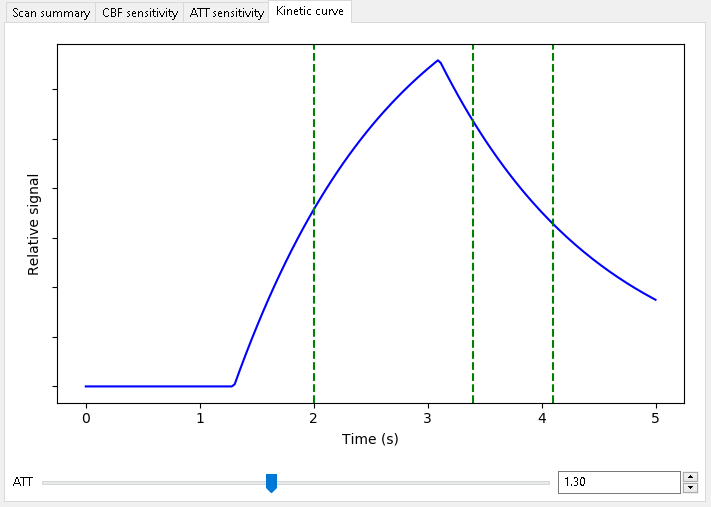 Scan summary CBF sensitivity ATT sensitivity Kinetic curve
Relative signal
0 1 2 3 4 5
Time (s)
ATT 1.30